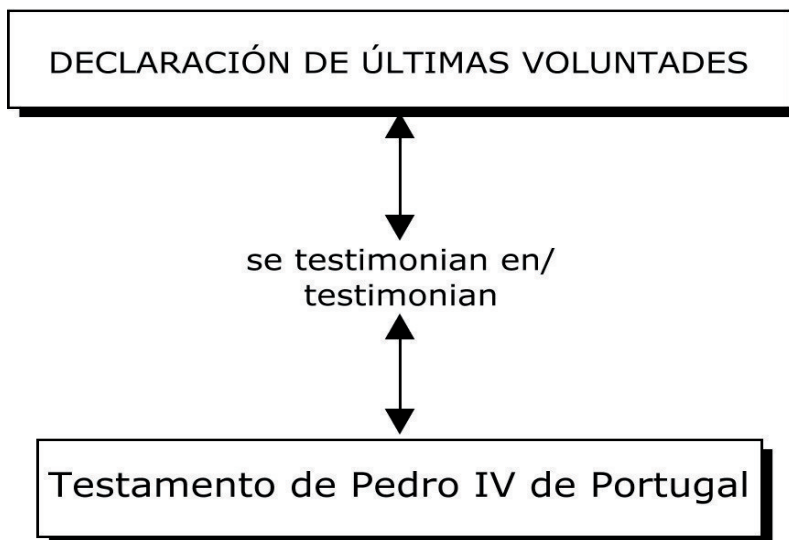 DECLARACIÓN DE ÚLTIMAS VOLUNTADES
se testimonian en/
testimonian
Testamento de Pedro IV de Portugal